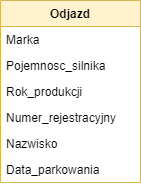 Odjazd
Marka
Pojemnosc_silnika
Rok_produkcji
Numer_rejestracyjny
Nazwisko
Data_parkowania